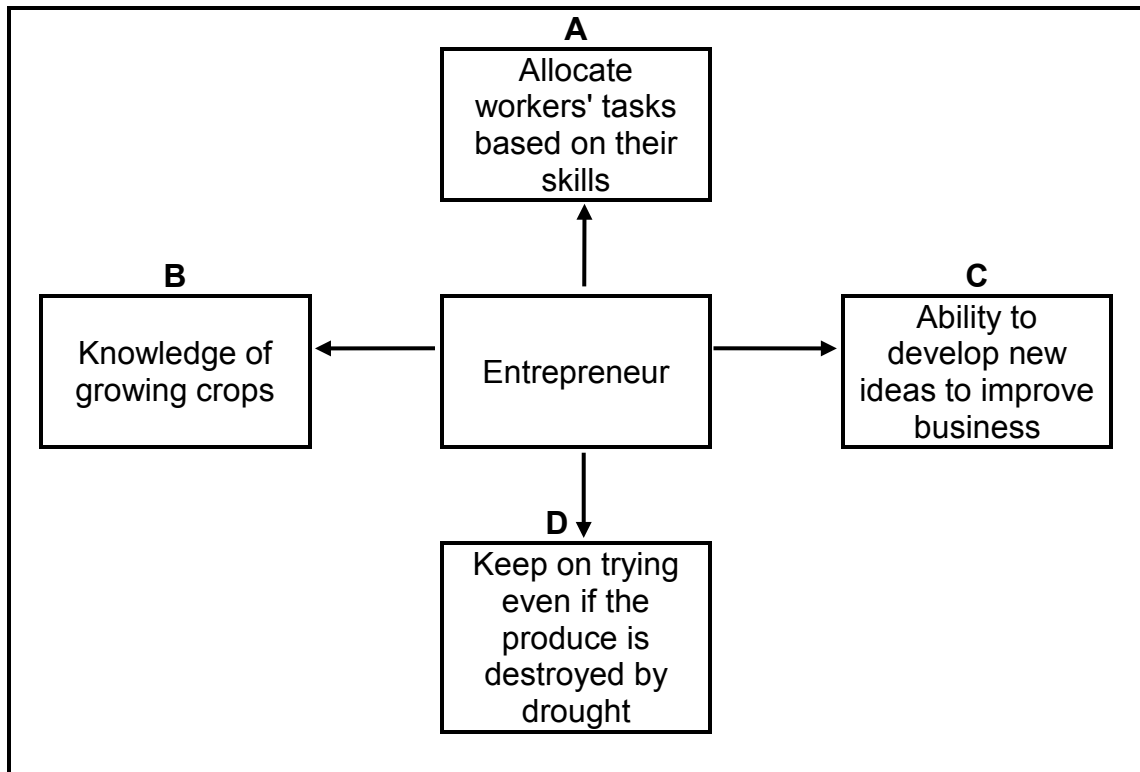 A
Allocate
workers' tasks
based on their
skills
B
Knowledge of
growing crops
Entrepreneur
C
Ability to
develop new
ideas to improve
business
D
Keep on trying
even if the
produce is
destroyed by
drought